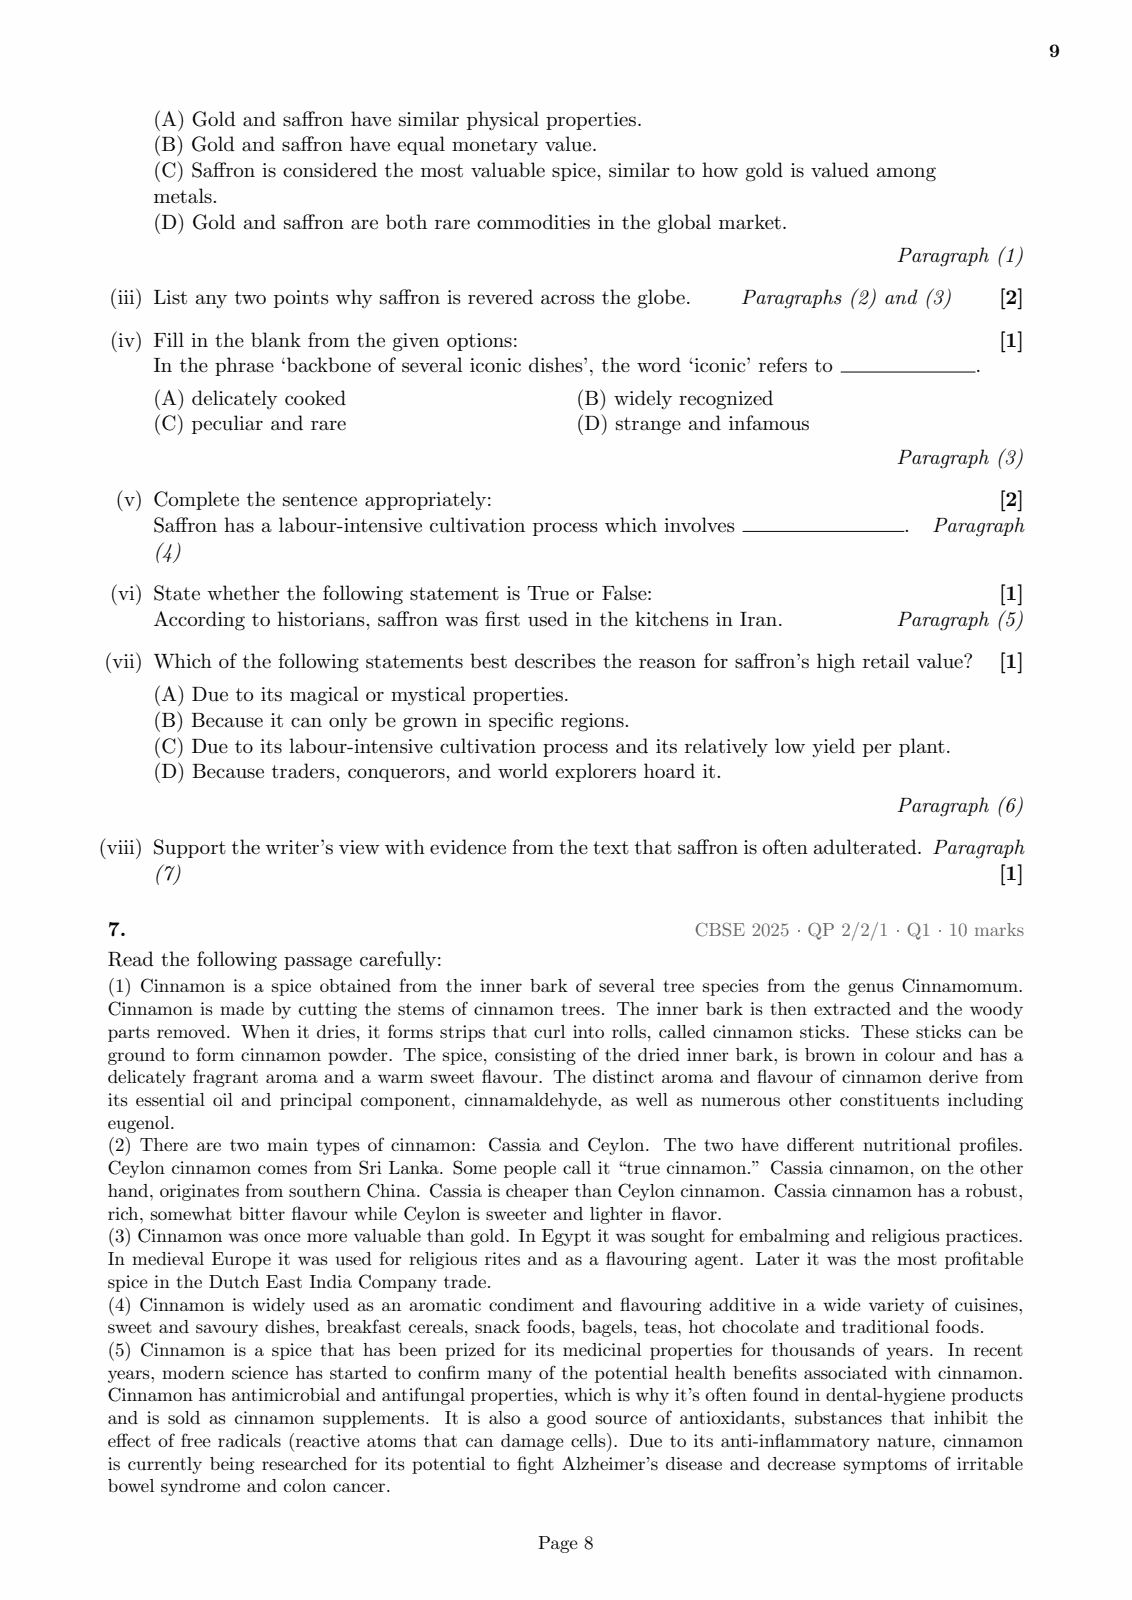 9
(A) Gold and saffron have similar physical properties.
(B) Gold and saffron have equal monetary value.
(C) Saffron is considered the most valuable spice, similar to how gold is valued among
metals.
(D) Gold and saffron are both rare commodities in the global market.
Paragraph (1)
(iii) List any two points why saffron is revered across the globe. Paragraphs (2) and (3) [2]
(iv) Fill in the blank from the given options: [1]
In the phrase ‘backbone of several iconic dishes’, the word ‘iconic’ refers to ____________.
(A) delicately cooked (B) widely recognized
(C) peculiar and rare (D) strange and infamous
Paragraph (3)
(v) Complete the sentence appropriately: [2]
Saffron has a labour-intensive cultivation process which involves ______________. Paragraph
(4)
(vi) State whether the following statement is True or False: [1]
According to historians, saffron was first used in the kitchens in Iran. Paragraph (5)
(vii) Which of the following statements best describes the reason for saffron’s high retail value? [1]
(A) Due to its magical or mystical properties.
(B) Because it can only be grown in specific regions.
(C) Due to its labour-intensive cultivation process and its relatively low yield per plant.
(D) Because traders, conquerors, and world explorers hoard it.
Paragraph (6)
(viii) Support the writer’s view with evidence from the text that saffron is often adulterated. Paragraph
(7) [1]
7. CBSE 2025 · QP 2/2/1 · Q1 · 10 marks
Read the following passage carefully:
(1) Cinnamon is a spice obtained from the inner bark of several tree species from the genus Cinnamomum.
Cinnamon is made by cutting the stems of cinnamon trees. The inner bark is then extracted and the woody
parts removed. When it dries, it forms strips that curl into rolls, called cinnamon sticks. These sticks can be
ground to form cinnamon powder. The spice, consisting of the dried inner bark, is brown in colour and has a
delicately fragrant aroma and a warm sweet flavour. The distinct aroma and flavour of cinnamon derive from
its essential oil and principal component, cinnamaldehyde, as well as numerous other constituents including
eugenol.
(2) There are two main types of cinnamon: Cassia and Ceylon. The two have different nutritional profiles.
Ceylon cinnamon comes from Sri Lanka. Some people call it “true cinnamon.” Cassia cinnamon, on the other
hand, originates from southern China. Cassia is cheaper than Ceylon cinnamon. Cassia cinnamon has a robust,
rich, somewhat bitter flavour while Ceylon is sweeter and lighter in flavor.
(3) Cinnamon was once more valuable than gold. In Egypt it was sought for embalming and religious practices.
In medieval Europe it was used for religious rites and as a flavouring agent. Later it was the most profitable
spice in the Dutch East India Company trade.
(4) Cinnamon is widely used as an aromatic condiment and flavouring additive in a wide variety of cuisines,
sweet and savoury dishes, breakfast cereals, snack foods, bagels, teas, hot chocolate and traditional foods.
(5) Cinnamon is a spice that has been prized for its medicinal properties for thousands of years. In recent
years, modern science has started to confirm many of the potential health benefits associated with cinnamon.
Cinnamon has antimicrobial and antifungal properties, which is why it’s often found in dental-hygiene products
and is sold as cinnamon supplements. It is also a good source of antioxidants, substances that inhibit the
effect of free radicals (reactive atoms that can damage cells). Due to its anti-inflammatory nature, cinnamon
is currently being researched for its potential to fight Alzheimer’s disease and decrease symptoms of irritable
bowel syndrome and colon cancer.
Page 8